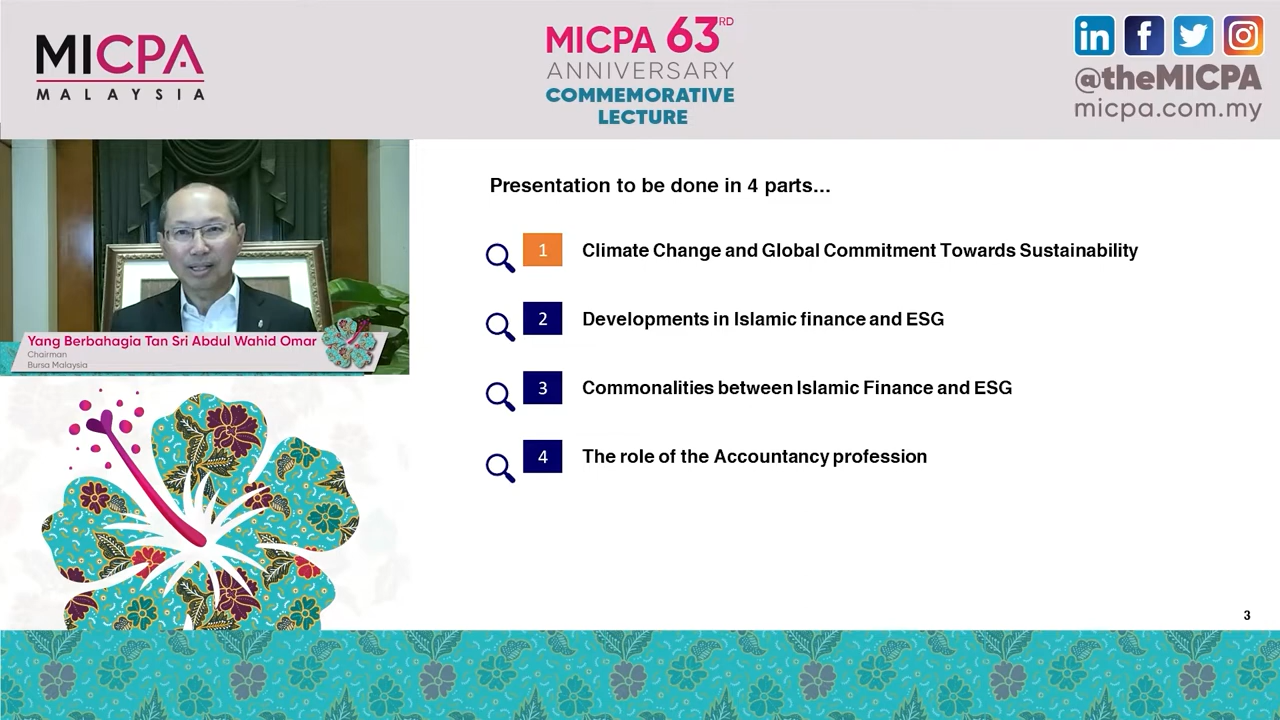 MICPA
MALAYSIA
MICPA 63RD
ANNIVERSARY
COMMEMORATIVE
LECTURE
@theMICPA
micpa.com.my
Yang Berbahagia Tan Sri Abdul Wahid Omar
Chairman
Bursa Malaysia
Presentation to be done in 4 parts...
1 Climate Change and Global Commitment Towards Sustainability
2 Developments in Islamic finance and ESG
3 Commonalities between Islamic Finance and ESG
4 The role of the Accountancy profession
3